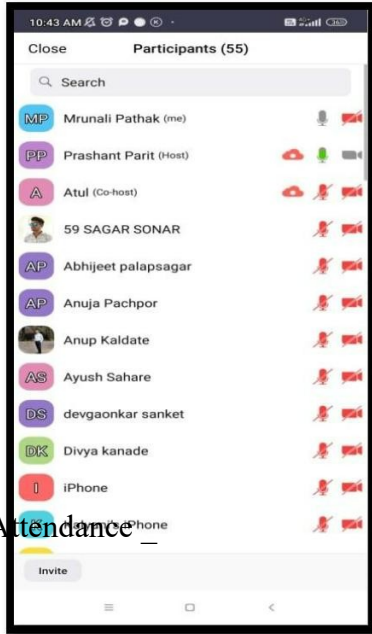 10:43 AM
Close Participants (55)
Search
MP Mrunali Pathak (me)
PP Prashant Parit (Host)
A Atul (Co-host)
59 SAGAR SONAR
AP Abhijeet palapsagar
AP Anuja Pachpor
Anup Kaldate
AS Ayush Sahare
DS devgaonkar sanket
DK Divya kanade
I iPhone
iPhone
Attendance _
Invite